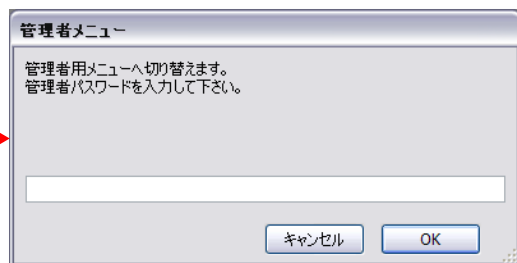 管理者メニュー
管理者用メニューへ切り替えます。
管理者パスワードを入力して下さい。
キャンセル
OK